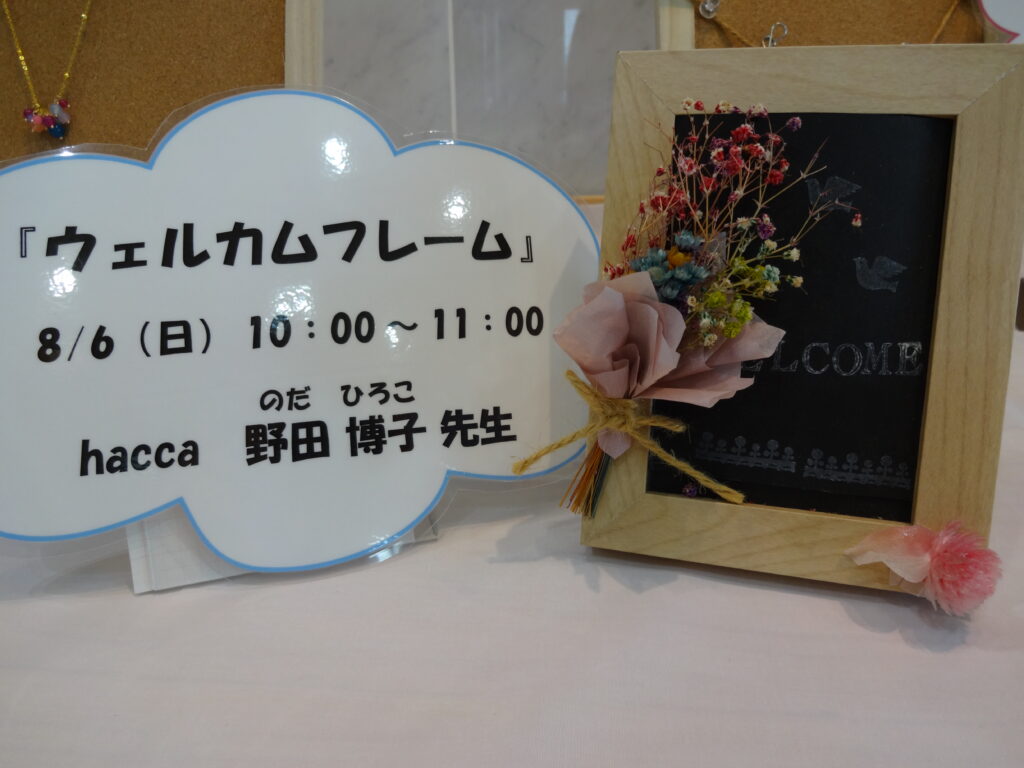 『ウェルカムフレーム』
8/6（日） 10：00～11：00
のだ ひろこ
hacca 野田 博子 先生
LCOME